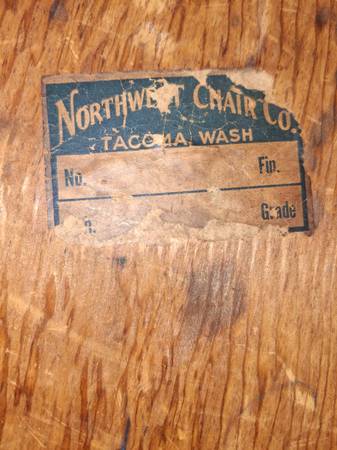 NORTHWEST CHAIR CO.
TACOMA, WASH
No. Fin.
Grade